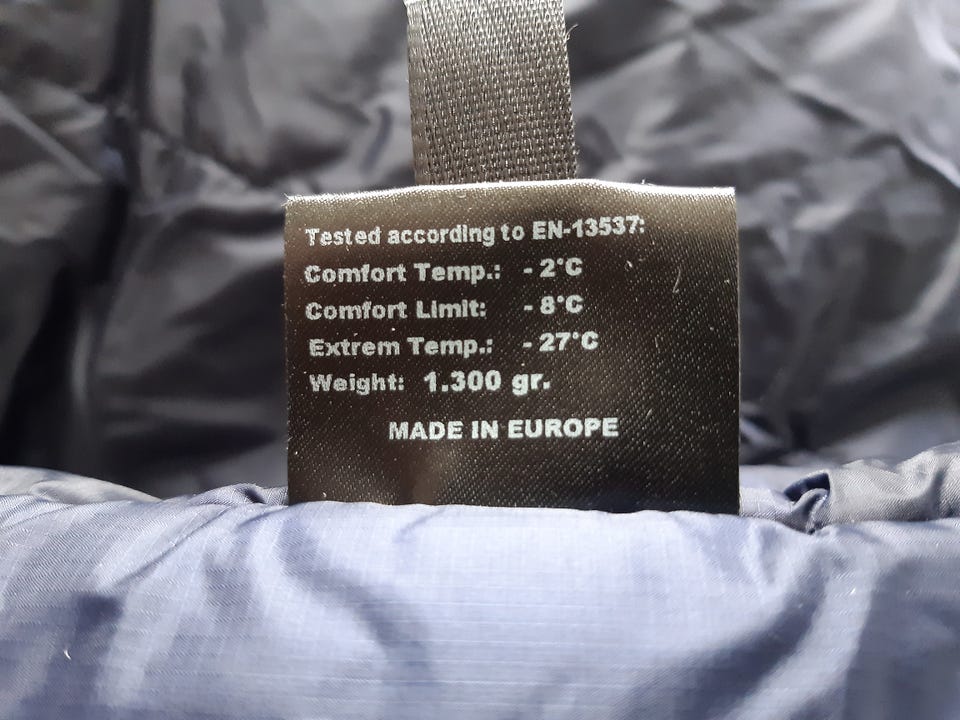 Tested according to EN-13537:
Comfort Temp.: - 2°C
Comfort Limit: - 8°C
Extrem Temp.: - 27°C
Weight: 1.300 gr.
MADE IN EUROPE